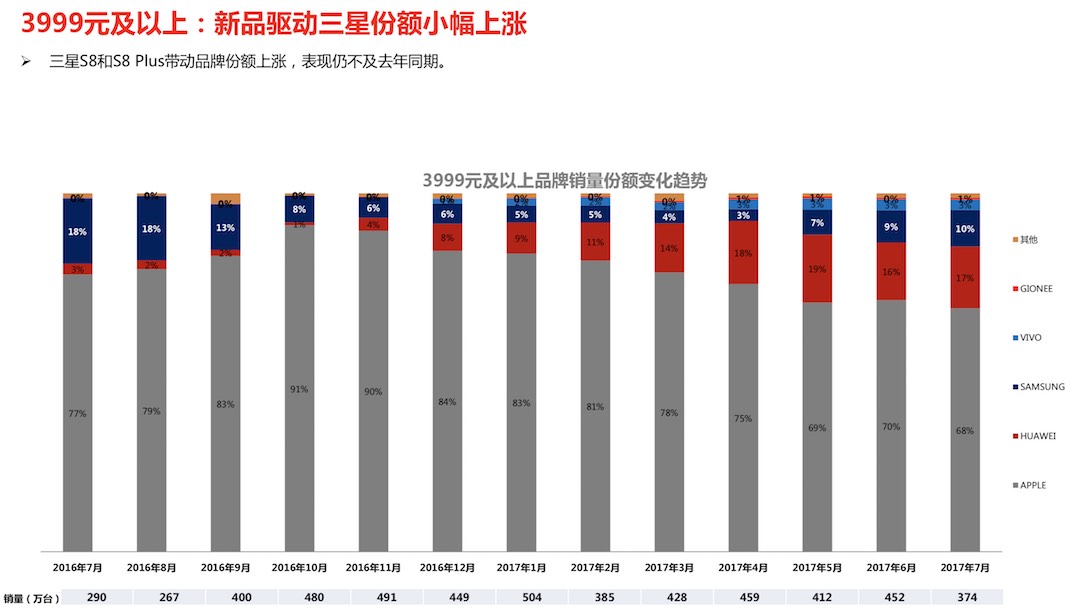 3999元及以上：新品驱动三星份额小幅上涨
➢ 三星S8和S8 Plus带动品牌份额上涨，表现仍不及去年同期。
3999元及以上品牌销量份额变化趋势
0% 0% 0% 0% 0% 0% 0% 0% 0% 1% 1% 0% 1%
2% 2% 2% 3% 3% 3% 3%
18% 18% 13% 8% 6% 6% 5% 5% 4% 3% 7% 9% 10%
3% 2% 2% 1% 4% 8% 9% 11% 14% 18% 19% 16% 17%
77% 79% 83% 91% 90% 84% 83% 81% 78% 75% 69% 70% 68%
其他
GIONEE
VIVO
SAMSUNG
HUAWEI
APPLE
2016年7月 2016年8月 2016年9月 2016年10月 2016年11月 2016年12月 2017年1月 2017年2月 2017年3月 2017年4月 2017年5月 2017年6月 2017年7月
销量（万台） 290 267 400 480 491 449 504 385 428 459 412 452 374